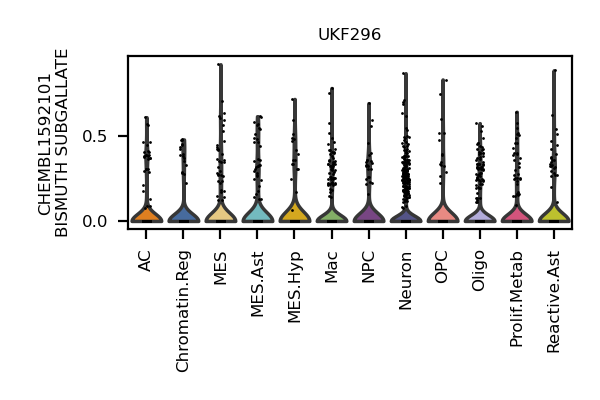 UKF296
CHEMBL1592101
BISMUTH SUBGALLATE
0.5
0.0
AC
Chromatin.Reg
MES
MES.Ast
MES.Hyp
Mac
NPC
Neuron
OPC
Oligo
Prolif.Metab
Reactive.Ast